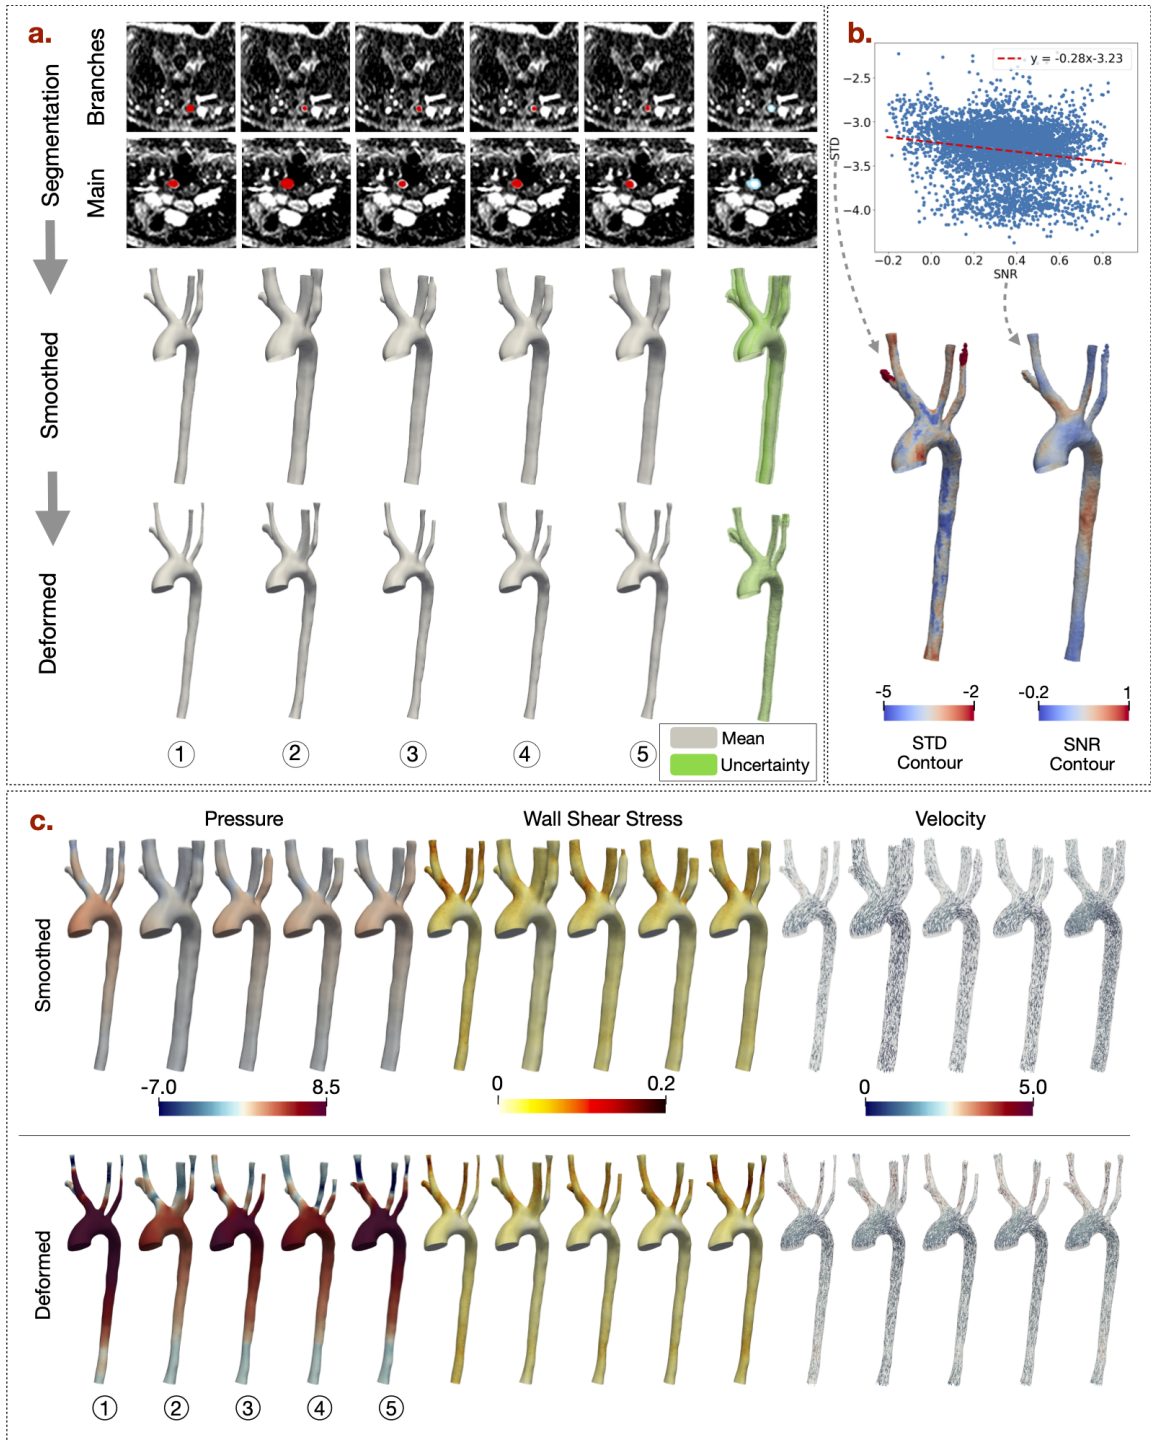 a.
Segmentation
Branches
Main
Smoothed
Deformed
1
2
3
4
5
Mean
Uncertainty
b.
y = -0.28x-3.23
−2.5
−3.0
−3.5
−4.0
STD
−0.2
0.0
0.2
0.4
0.6
0.8
SNR
-5
-2
-0.2
1
STD
Contour
SNR
Contour
c.
Pressure
Wall Shear Stress
Velocity
Smoothed
-7.0
8.5
0
0.2
0
5.0
Deformed
1
2
3
4
5